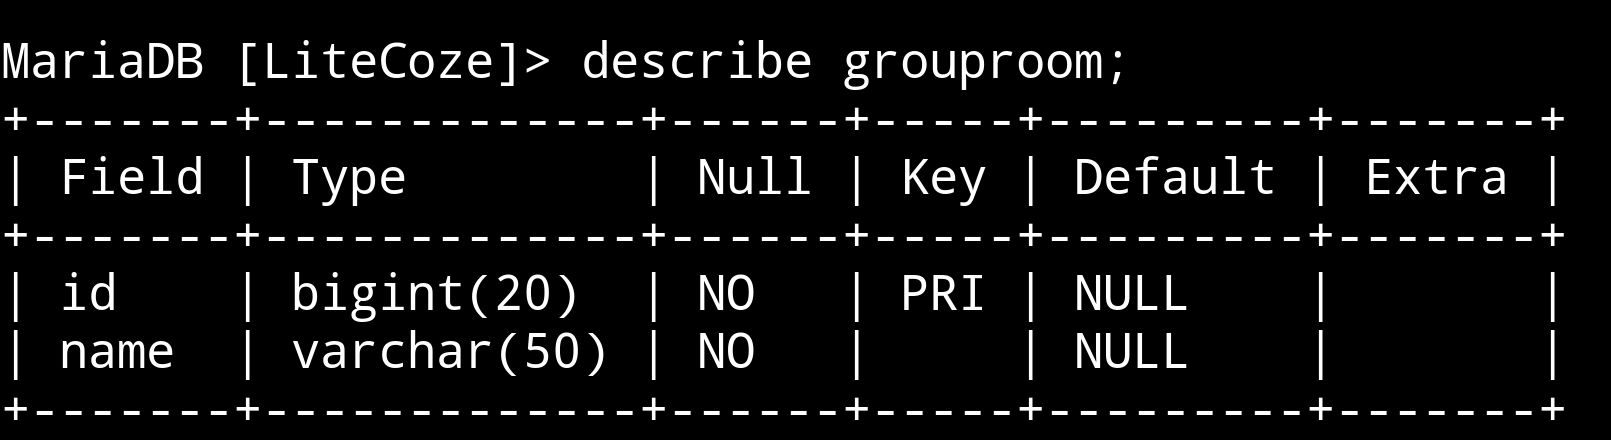 MariaDB [LiteCoze]> describe grouproom;
+-------+-------------+------+-----+---------+-------+
| Field | Type        | Null | Key | Default | Extra |
+-------+-------------+------+-----+---------+-------+
| id    | bigint(20)  | NO   | PRI | NULL    |       |
| name  | varchar(50) | NO   |     | NULL    |       |
+-------+-------------+------+-----+---------+-------+